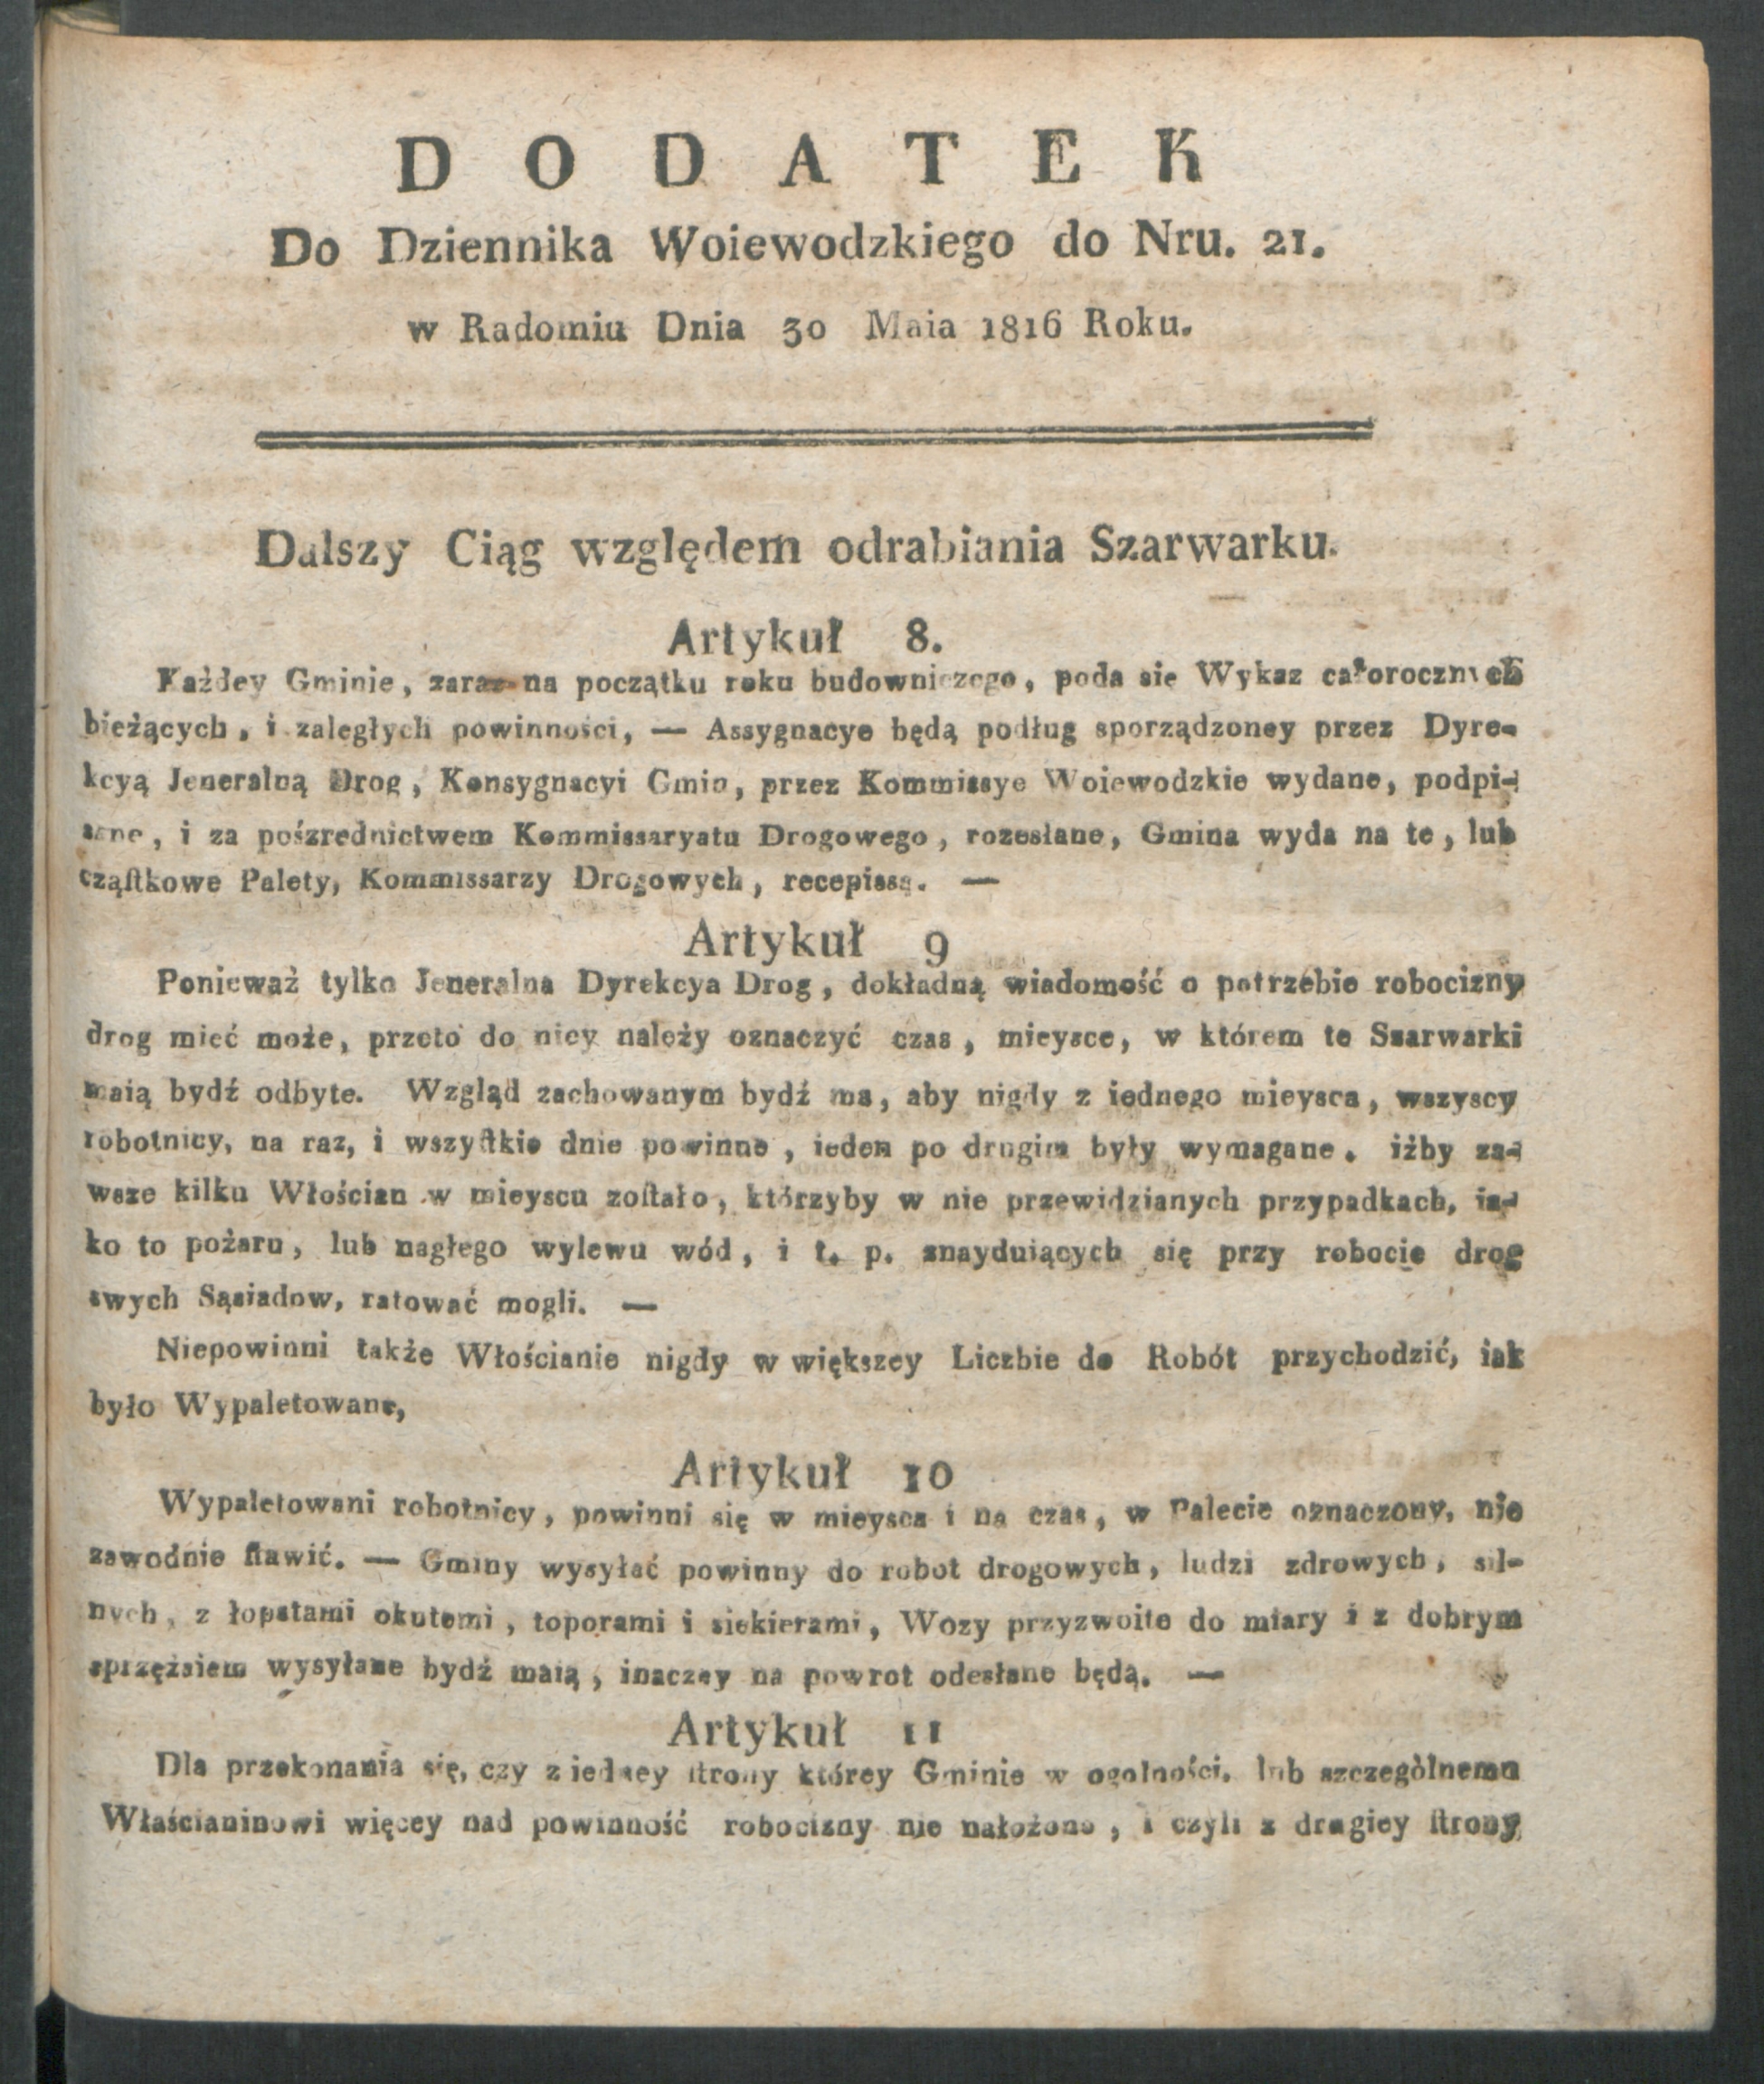 DODATEK
Do Dziennika Woiewodzkiego do Nru. 21.
w Radomiu Dnia 30 Maia 1816 Roku.
Dalszy Ciąg względem odrabiania Szarwarku.
Artykuł 8.
Każdey Gminie, zaraz na początku roku budowniczego, poda się Wykaz całorocznych
bieżących, i zaległych powinności, — Assygnacye będą podług sporządzoney przez Dyre-
kcyą Jeneralną Drog, Konsygnacyi Gmin, przez Kommissye Woiewodzkie wydane, podpi-
sane, i za pośzrednictwem Kommissaryatu Drogowego, rozesłane, Gmina wyda na te, lub
cząſtkowe Palety, Kommissarzy Drogowych, recepissą. —
Artykuł 9
Ponieważ tylko Jeneralna Dyrekcya Drog, dokładną wiadomość o potrzebie robocizny
drog mieć może, przeto do niey należy oznaczyć czas, mieysce, w którem te Szarwarki
maią bydź odbyte. Wzgląd zachowanym bydź ma, aby nigdy z iednego mieysca, wszyscy
robotnicy, na raz, i wszyſtkie dnie powinne, ieden po drugim były wymagane. iżby za-
wsze kilku Włościan w mieyscu zoſtało, którzyby w nie przewidzianych przypadkach, ia-
ko to pożaru, lub nagłego wylewu wód, i t. p. znayduiących się przy robocie drog
swych Sąsiadow, ratować mogli. —
Niepowinni także Włościanie nigdy w większey Liczbie do Robót przychodzić, iak
było Wypaletowane,
Artykuł 10
Wypaletowani robotnicy, powinni się w mieysca i na czas, w Palecie oznaczony, nie
zawodnie ſtawić. — Gminy wysyłać powinny do robot drogowych, ludzi zdrowych, sil-
nych, z łopatami okutemi, toporami i siekierami, Wozy przyzwoite do miary i z dobrym
sprzężaiem wysyłane bydź maią, inaczey na powrot odesłane będą. —
Artykuł 11
Dla przekonania się, czy z iedney ſtrony którey Gminie w ogolności, lub szczególnemu
Właścianinowi więcey nad powinność robocizny nie nałożono, i czyli z drugiey ſtrony